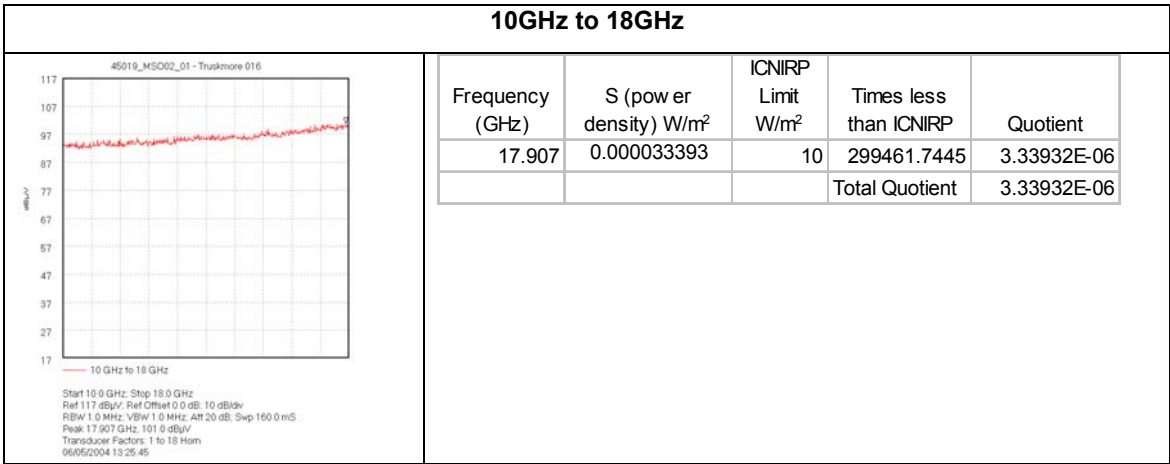 10GHz to 18GHz
45019_MSO02_01 - Truskmore 016
117
107
97
87
77
67
57
47
37
27
17
dBµV
10 GHz to 18 GHz
Start 10.0 GHz; Stop 18.0 GHz
Ref 117 dBµV; Ref Offset 0.0 dB; 10 dB/div
RBW 1.0 MHz; VBW 1.0 MHz; Att 20 dB; Swp 160.0 mS
Peak 17.907 GHz, 101.0 dBµV
Transducer Factors: 1 to 18 Horn
06/05/2004 13:25:45
Frequency (GHz) S (pow er density) W/m² ICNIRP Limit W/m² Times less than ICNIRP Quotient
17.907 0.000033393 10 299461.7445 3.33932E-06
Total Quotient 3.33932E-06